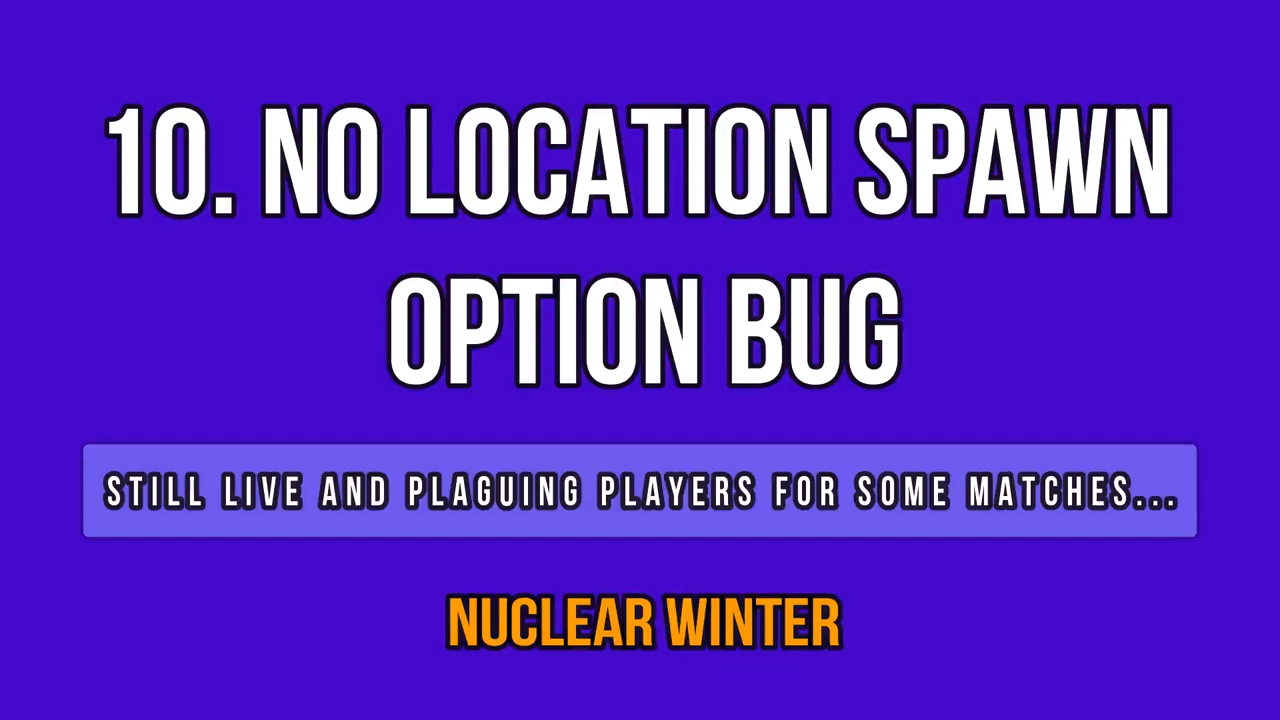 10. NO LOCATION SPAWN
OPTION BUG
STILL LIVE AND PLAGUING PLAYERS FOR SOME MATCHES...
NUCLEAR WINTER